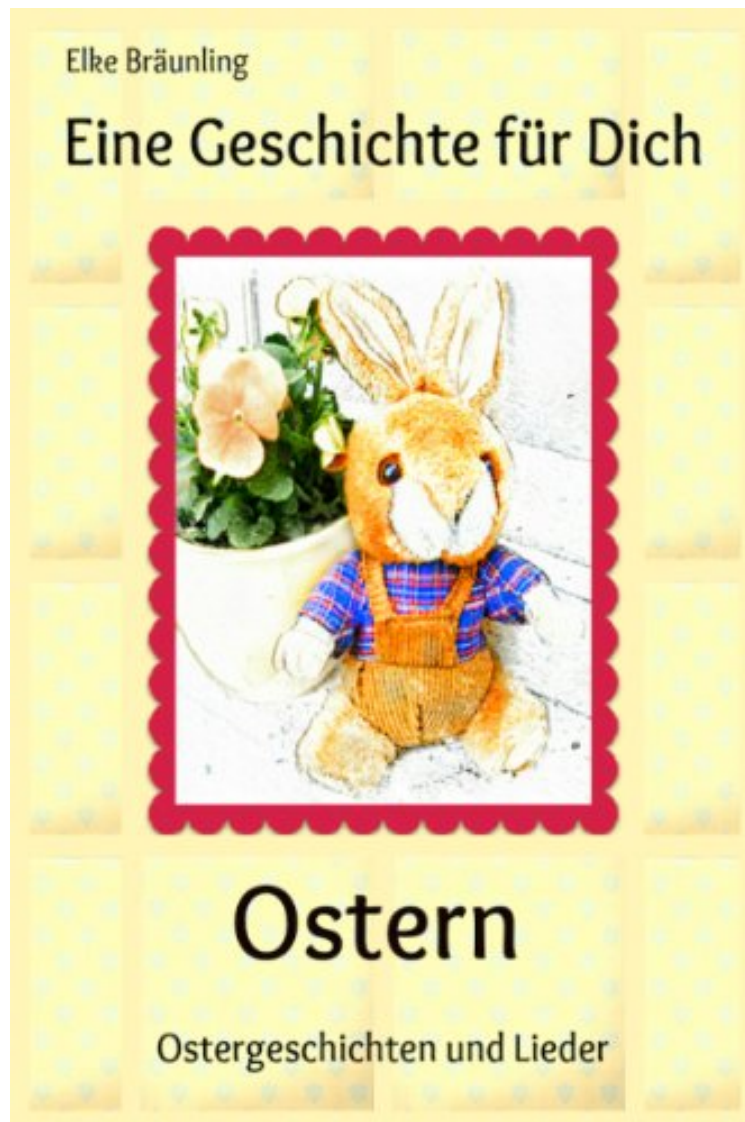 Elke Bräunling
Eine Geschichte für Dich
Ostern
Ostergeschichten und Lieder